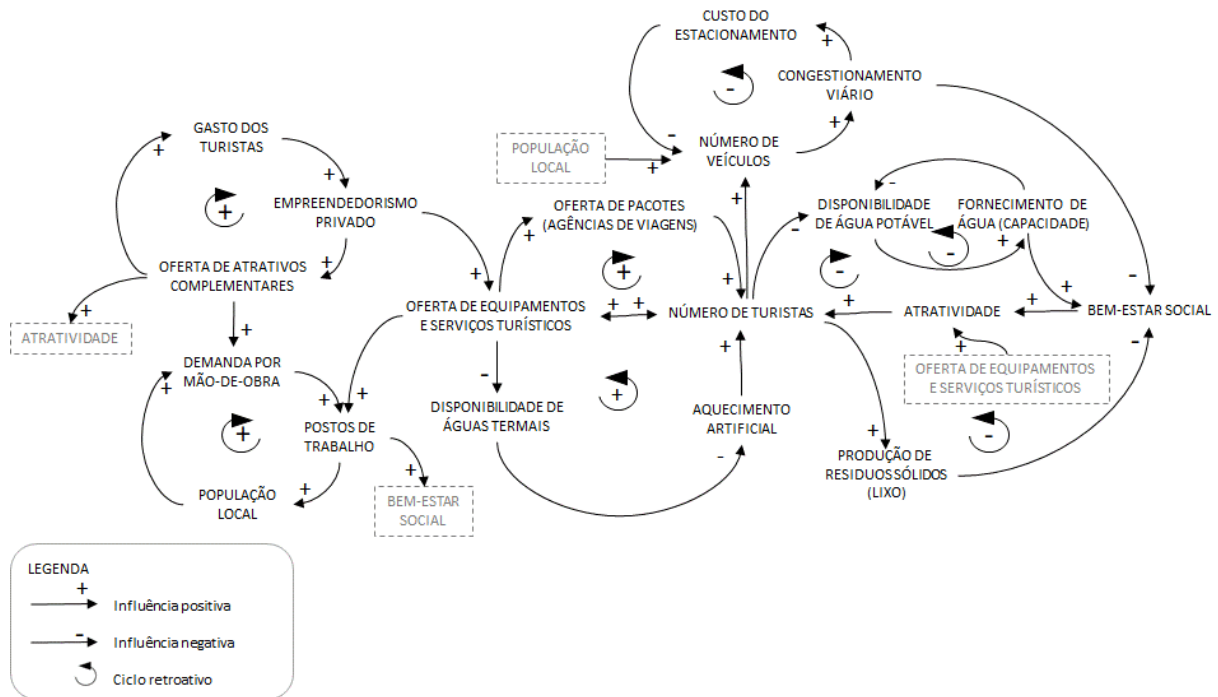 CUSTO DO
ESTACIONAMENTO
+
CONGESTIONAMENTO
VIÁRIO
-
+
-
GASTO DOS
TURISTAS
+
+
+
EMPREENDEDORISMO
PRIVADO
+
+
OFERTA DE ATRATIVOS
COMPLEMENTARES
+
ATRATIVIDADE
+
DEMANDA POR
MÃO-DE-OBRA
+
+
+
+
POSTOS DE
TRABALHO
+
+
POPULAÇÃO
LOCAL
BEM-ESTAR
SOCIAL
POPULAÇÃO
LOCAL
+
NÚMERO DE
VEÍCULOS
+
OFERTA DE PACOTES
(AGÊNCIAS DE VIAGENS)
+
+
+
OFERTA DE EQUIPAMENTOS
E SERVIÇOS TURÍSTICOS
+
+
+
NÚMERO DE TURISTAS
-
DISPONIBILIDADE DE
ÁGUAS TERMAIS
+
+
AQUECIMENTO
ARTIFICIAL
-
-
DISPONIBILIDADE
DE ÁGUA POTÁVEL
-
FORNECIMENTO DE
ÁGUA (CAPACIDADE)
+
-
-
+
-
+
ATRATIVIDADE
+
BEM-ESTAR SOCIAL
-
+
OFERTA DE EQUIPAMENTOS
E SERVIÇOS TURÍSTICOS
-
+
PRODUÇÃO DE
RESIDUOS SÓLIDOS
(LIXO)
LEGENDA
+
Influência positiva
-
Influência negativa
Ciclo retroativo